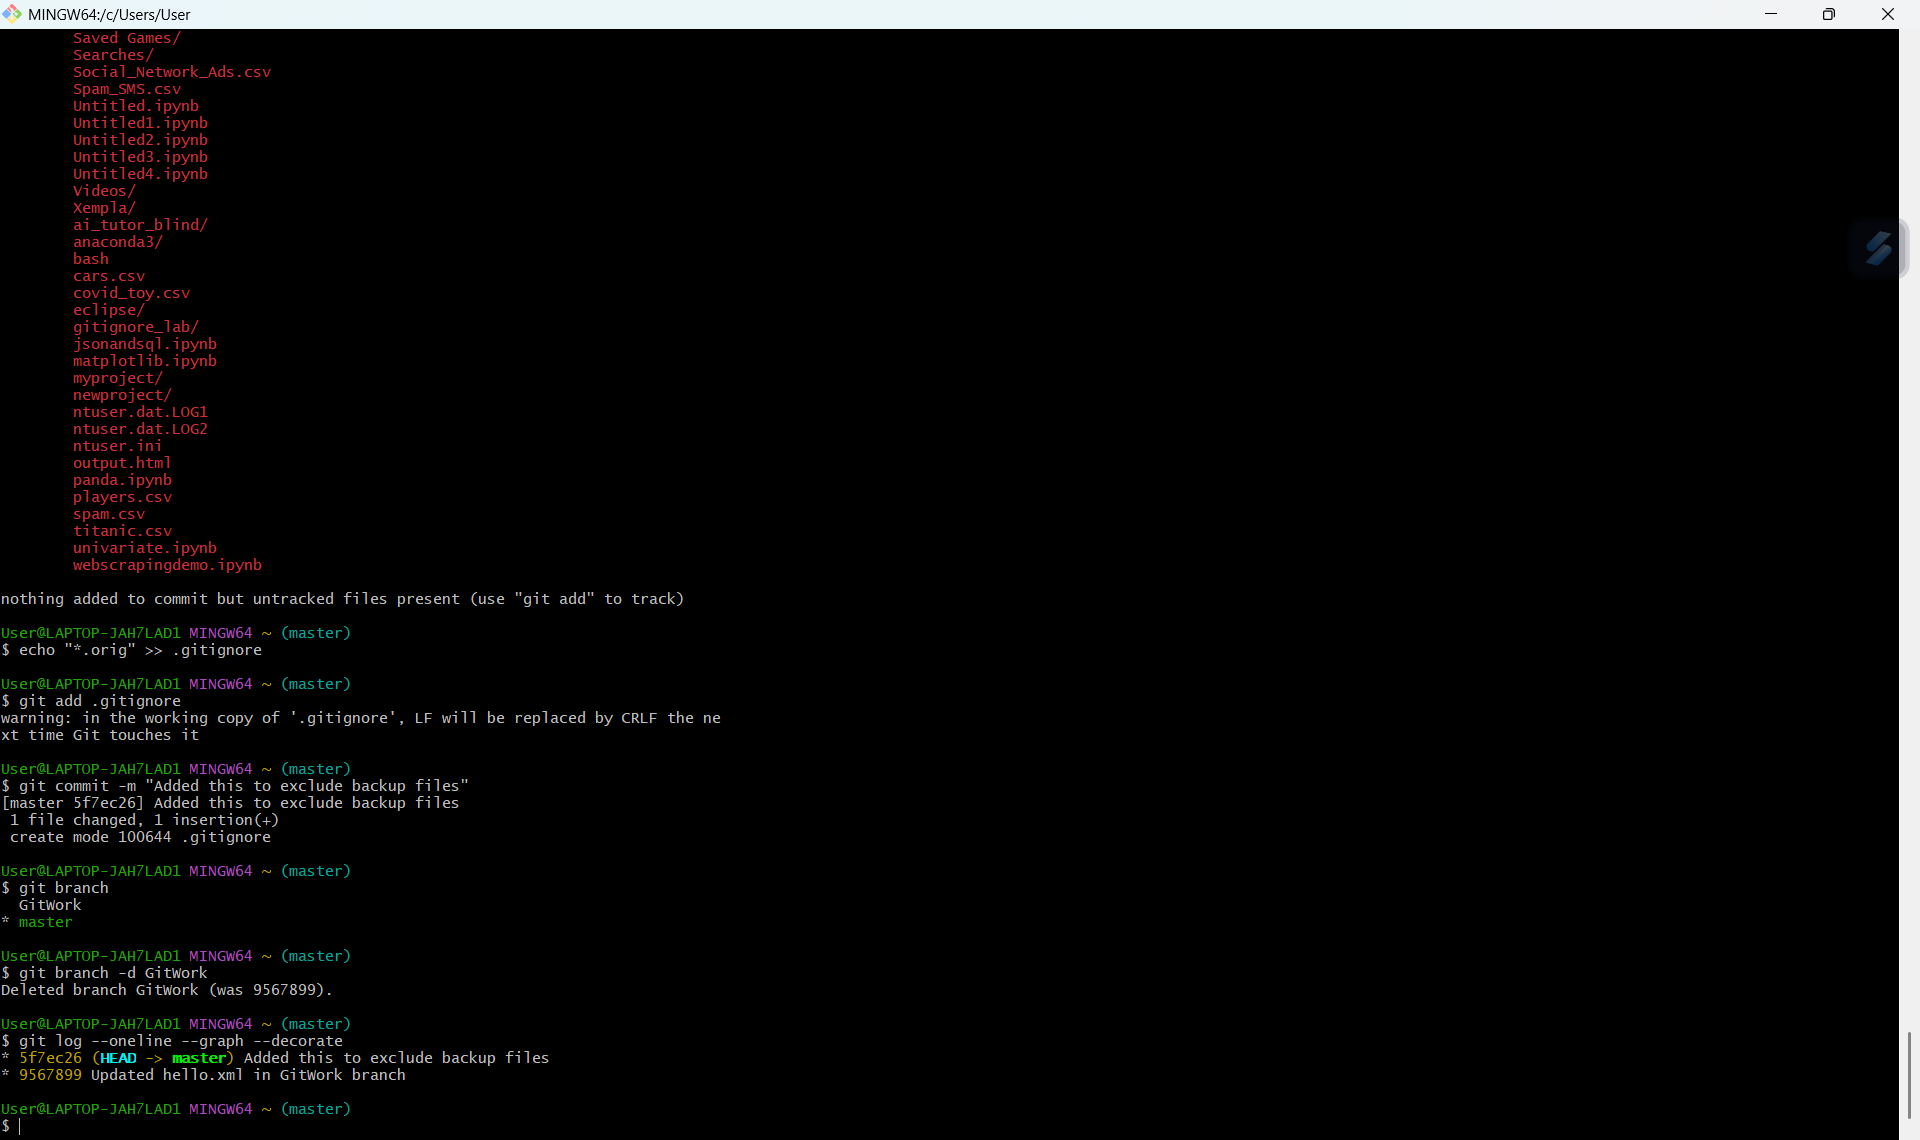 MINGW64:/c/Users/User
Saved Games/
Searches/
Social_Network_Ads.csv
Spam_SMS.csv
Untitled.ipynb
Untitled1.ipynb
Untitled2.ipynb
Untitled3.ipynb
Untitled4.ipynb
Videos/
Xempla/
ai_tutor_blind/
anaconda3/
bash
cars.csv
covid_toy.csv
eclipse/
gitignore_lab/
jsonandsql.ipynb
matplotlib.ipynb
myproject/
newproject/
ntuser.dat.LOG1
ntuser.dat.LOG2
ntuser.ini
output.html
panda.ipynb
players.csv
spam.csv
titanic.csv
univariate.ipynb
webscrapingdemo.ipynb
nothing added to commit but untracked files present (use "git add" to track)
User@LAPTOP-JAH7LAD1 MINGW64 ~ (master)
$ echo "*.orig" >> .gitignore
User@LAPTOP-JAH7LAD1 MINGW64 ~ (master)
$ git add .gitignore
warning: in the working copy of '.gitignore', LF will be replaced by CRLF the ne
xt time Git touches it
User@LAPTOP-JAH7LAD1 MINGW64 ~ (master)
$ git commit -m "Added this to exclude backup files"
[master 5f7ec26] Added this to exclude backup files
 1 file changed, 1 insertion(+)
 create mode 100644 .gitignore
User@LAPTOP-JAH7LAD1 MINGW64 ~ (master)
$ git branch
  GitWork
* master
User@LAPTOP-JAH7LAD1 MINGW64 ~ (master)
$ git branch -d GitWork
Deleted branch GitWork (was 9567899).
User@LAPTOP-JAH7LAD1 MINGW64 ~ (master)
$ git log --oneline --graph --decorate
* 5f7ec26 (HEAD -> master) Added this to exclude backup files
* 9567899 Updated hello.xml in GitWork branch
User@LAPTOP-JAH7LAD1 MINGW64 ~ (master)
$